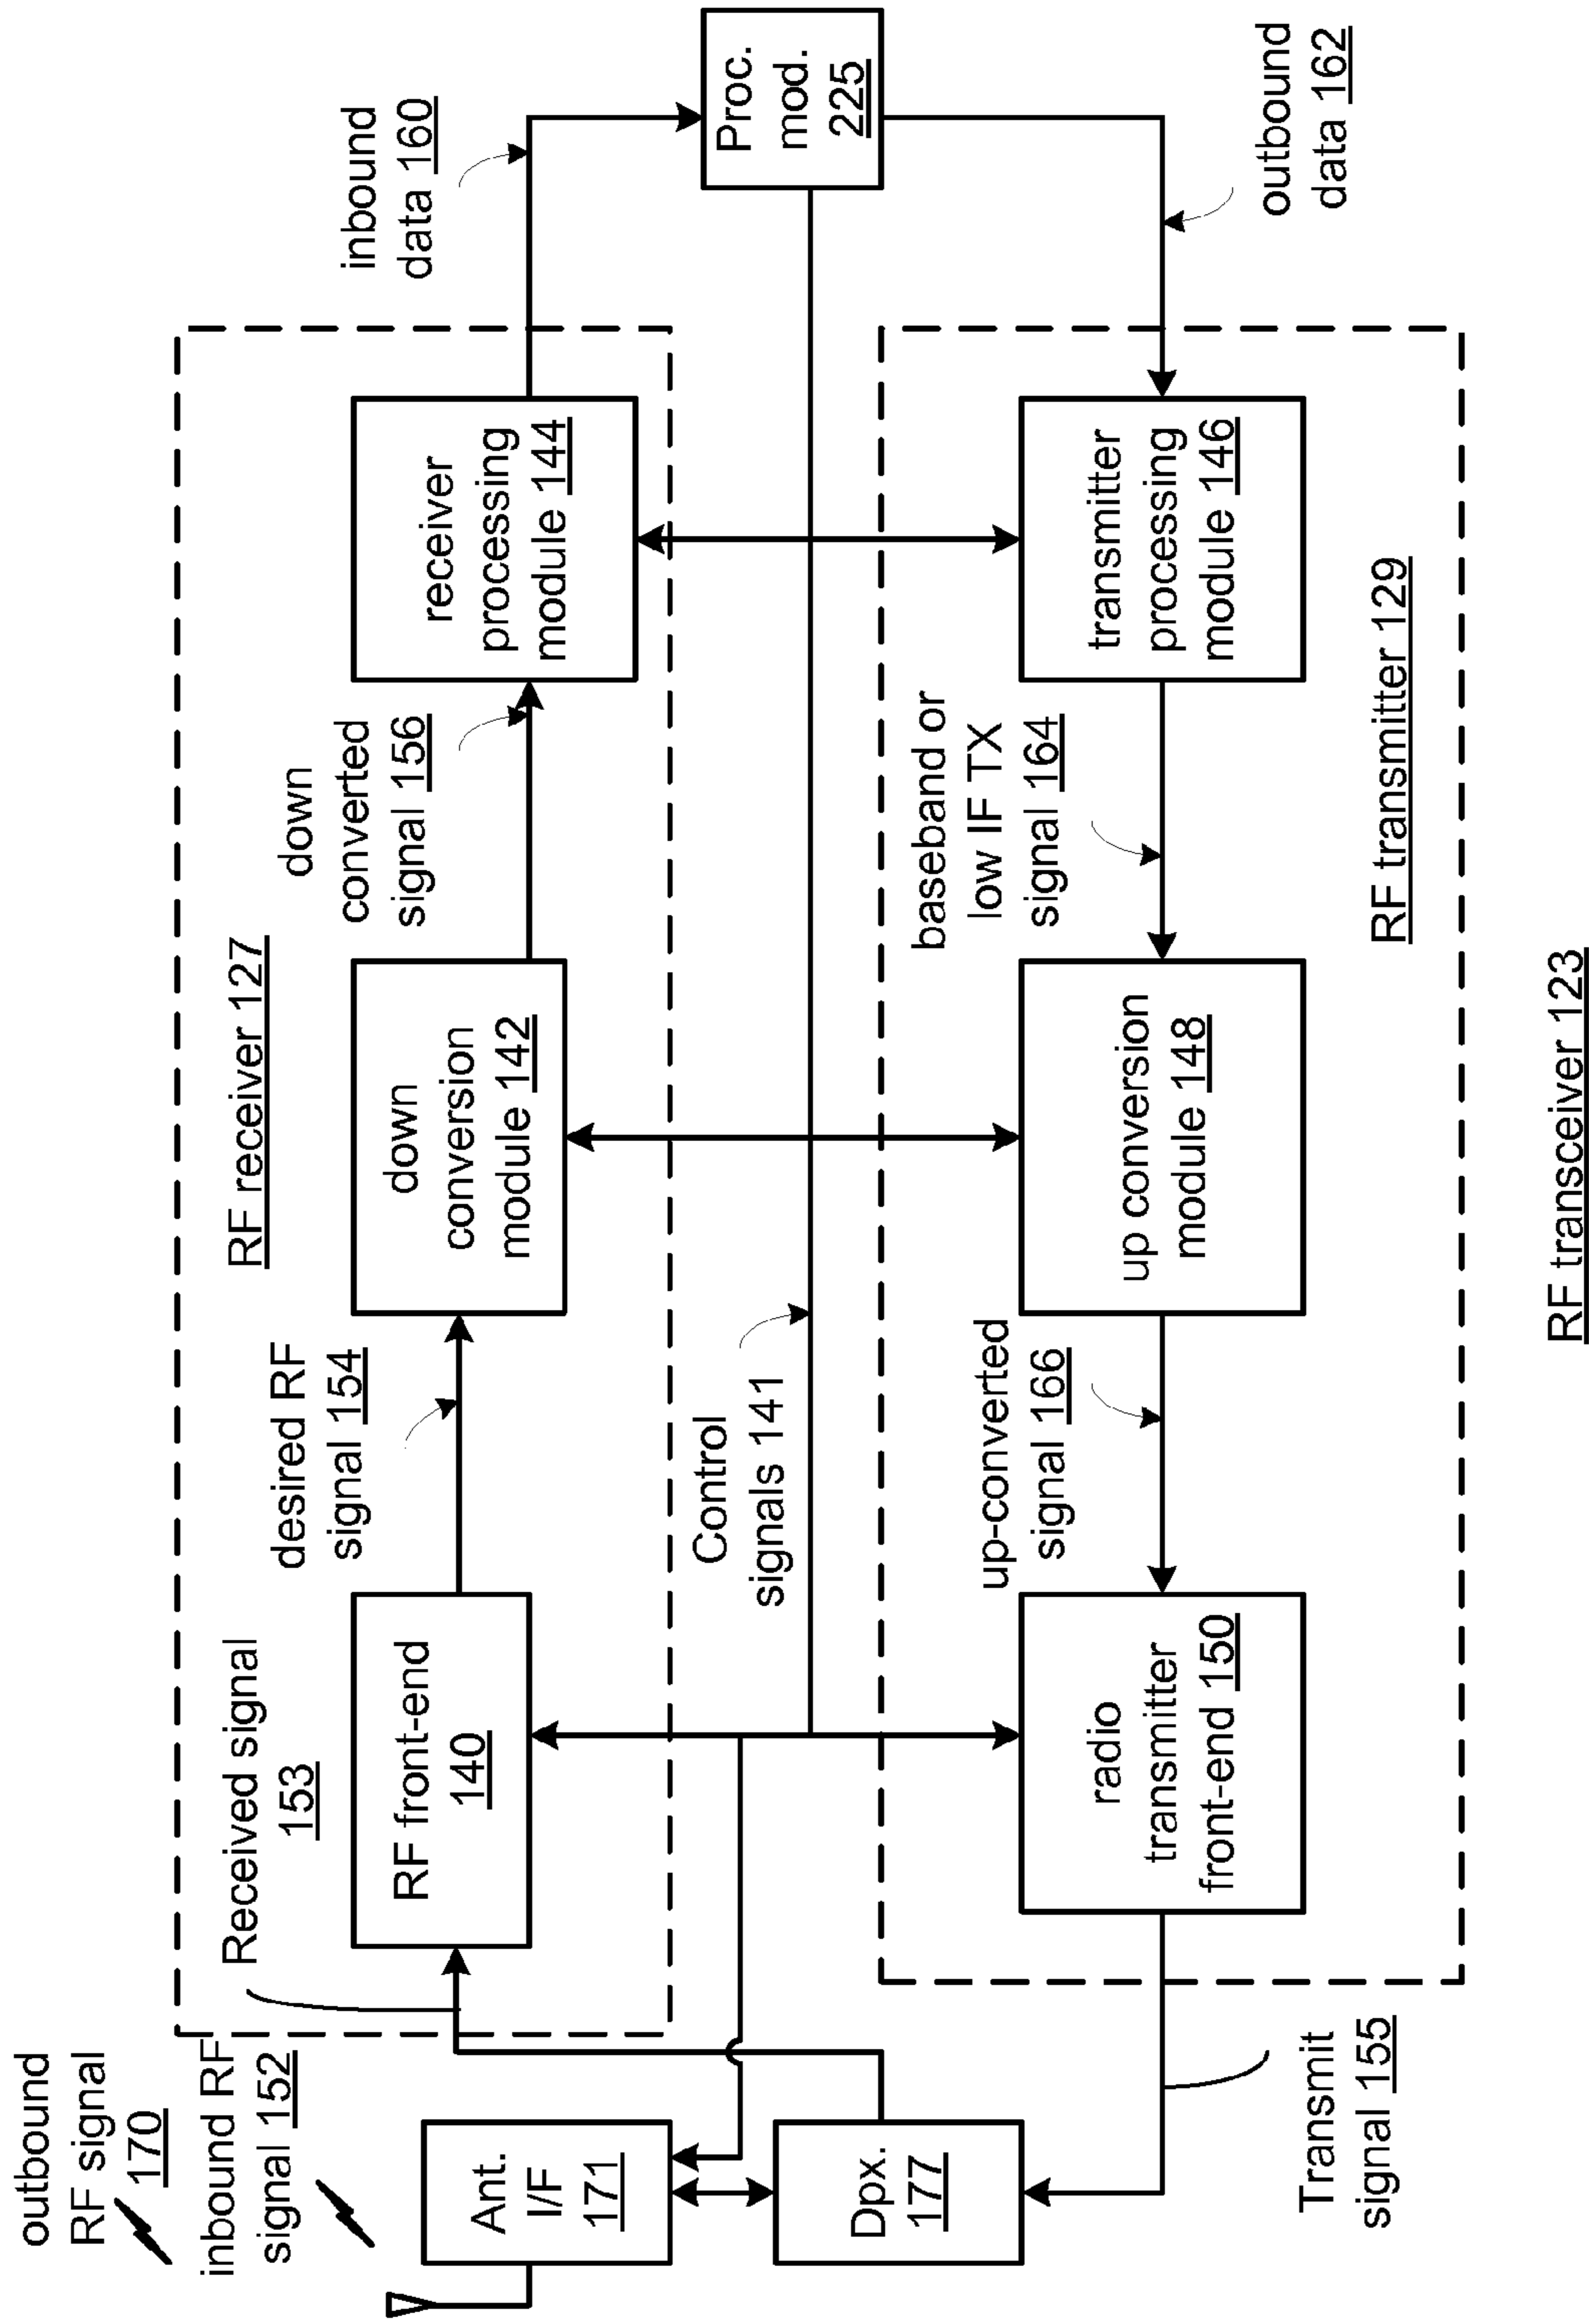 outbound
RF signal
170
inbound RF
signal 152
Received signal
153
RF receiver 127
desired RF
signal 154
down
converted
signal 156
inbound
data 160
Ant.
I/F
171
RF front-end
140
down
conversion
module 142
receiver
processing
module 144
Control
signals 141
Proc.
mod.
225
Dpx.
177
up-converted
signal 166
baseband or
low IF TX
signal 164
radio
transmitter
front-end 150
up conversion
module 148
transmitter
processing
module 146
outbound
data 162
Transmit
signal 155
RF transmitter 129
RF transceiver 123